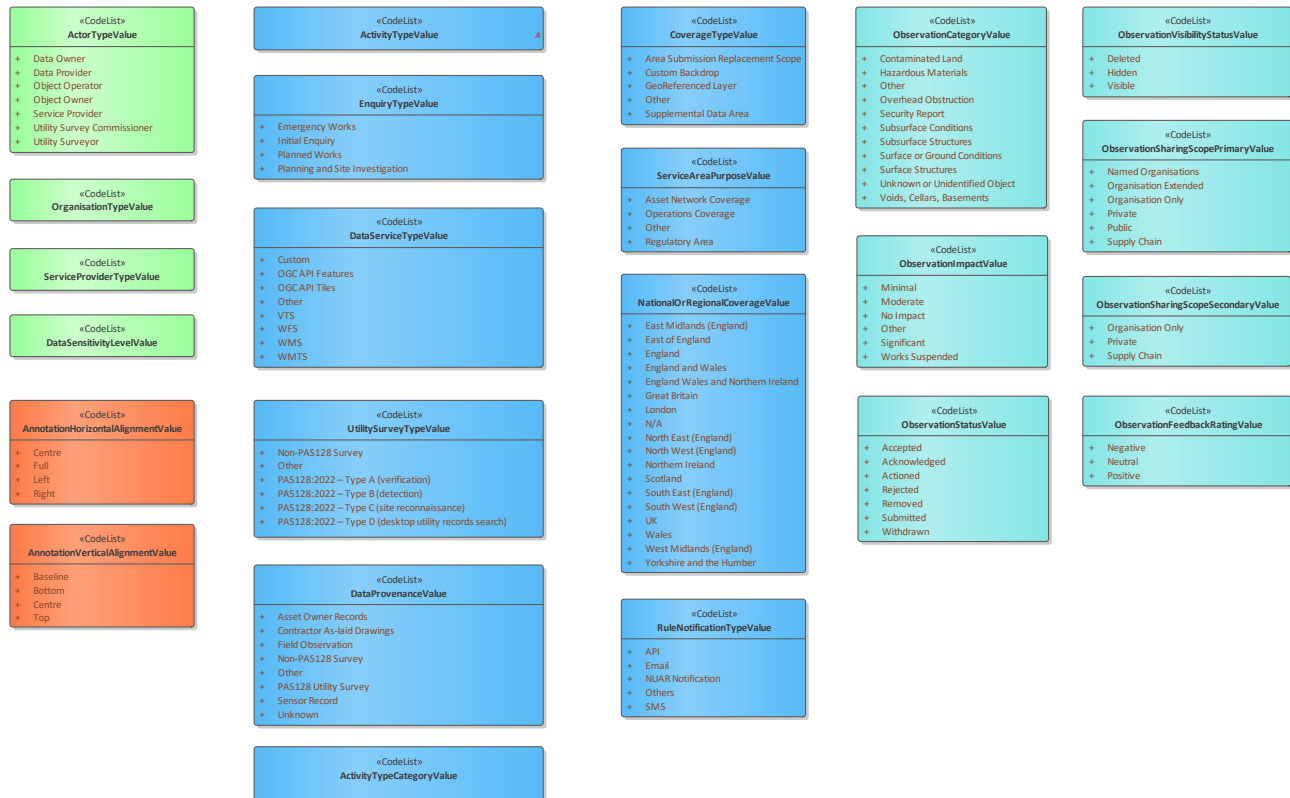 «CodeList»
ActorTypeValue
+ Data Owner
+ Data Provider
+ Object Operator
+ Object Owner
+ Service Provider
+ Utility Survey Commissioner
+ Utility Surveyor
«CodeList»
OrganisationTypeValue
«CodeList»
ServiceProviderTypeValue
«CodeList»
DataSensitivityLevelValue
«CodeList»
AnnotationHorizontalAlignmentValue
+ Centre
+ Full
+ Left
+ Right
«CodeList»
AnnotationVerticalAlignmentValue
+ Baseline
+ Bottom
+ Centre
+ Top
«CodeList»
ActivityTypeValue
A
«CodeList»
EnquiryTypeValue
+ Emergency Works
+ Initial Enquiry
+ Planned Works
+ Planning and Site Investigation
«CodeList»
DataServiceTypeValue
+ Custom
+ OGC API Features
+ OGC API Tiles
+ Other
+ VTS
+ WFS
+ WMS
+ WMTS
«CodeList»
UtilitySurveyTypeValue
+ Non-PAS128 Survey
+ Other
+ PAS128:2022 – Type A (verification)
+ PAS128:2022 – Type B (detection)
+ PAS128:2022 – Type C (site reconnaissance)
+ PAS128:2022 – Type D (desktop utility records search)
«CodeList»
DataProvenanceValue
+ Asset Owner Records
+ Contractor As-laid Drawings
+ Field Observation
+ Non-PAS128 Survey
+ Other
+ PAS128 Utility Survey
+ Sensor Record
+ Unknown
«CodeList»
ActivityTypeCategoryValue
«CodeList»
CoverageTypeValue
+ Area Submission Replacement Scope
+ Custom Backdrop
+ GeoReferenced Layer
+ Other
+ Supplemental Data Area
«CodeList»
ServiceAreaPurposeValue
+ Asset Network Coverage
+ Operations Coverage
+ Other
+ Regulatory Area
«CodeList»
NationalOrRegionalCoverageValue
+ East Midlands (England)
+ East of England
+ England
+ England and Wales
+ England Wales and Northern Ireland
+ Great Britain
+ London
+ N/A
+ North East (England)
+ North West (England)
+ Northern Ireland
+ Scotland
+ South East (England)
+ South West (England)
+ UK
+ Wales
+ West Midlands (England)
+ Yorkshire and the Humber
«CodeList»
RuleNotificationTypeValue
+ API
+ Email
+ NUAR Notification
+ Others
+ SMS
«CodeList»
ObservationCategoryValue
+ Contaminated Land
+ Hazardous Materials
+ Other
+ Overhead Obstruction
+ Security Report
+ Subsurface Conditions
+ Subsurface Structures
+ Surface or Ground Conditions
+ Surface Structures
+ Unknown or Unidentified Object
+ Voids, Cellars, Basements
«CodeList»
ObservationImpactValue
+ Minimal
+ Moderate
+ No Impact
+ Other
+ Significant
+ Works Suspended
«CodeList»
ObservationStatusValue
+ Accepted
+ Acknowledged
+ Actioned
+ Rejected
+ Removed
+ Submitted
+ Withdrawn
«CodeList»
ObservationVisibilityStatusValue
+ Deleted
+ Hidden
+ Visible
«CodeList»
ObservationSharingScopePrimaryValue
+ Named Organisations
+ Organisation Extended
+ Organisation Only
+ Private
+ Public
+ Supply Chain
«CodeList»
ObservationSharingScopeSecondaryValue
+ Organisation Only
+ Private
+ Supply Chain
«CodeList»
ObservationFeedbackRatingValue
+ Negative
+ Neutral
+ Positive